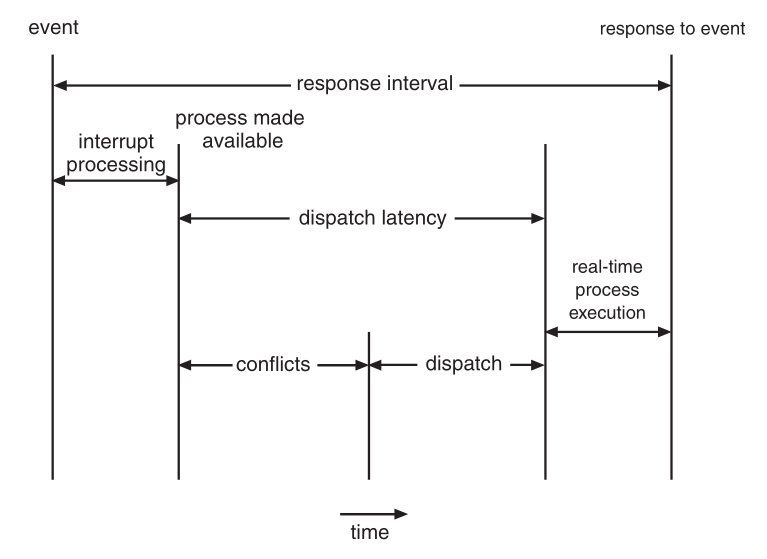 event
response to event
response interval
process made
available
interrupt
processing
dispatch latency
real-time
process
execution
conflicts
dispatch
time